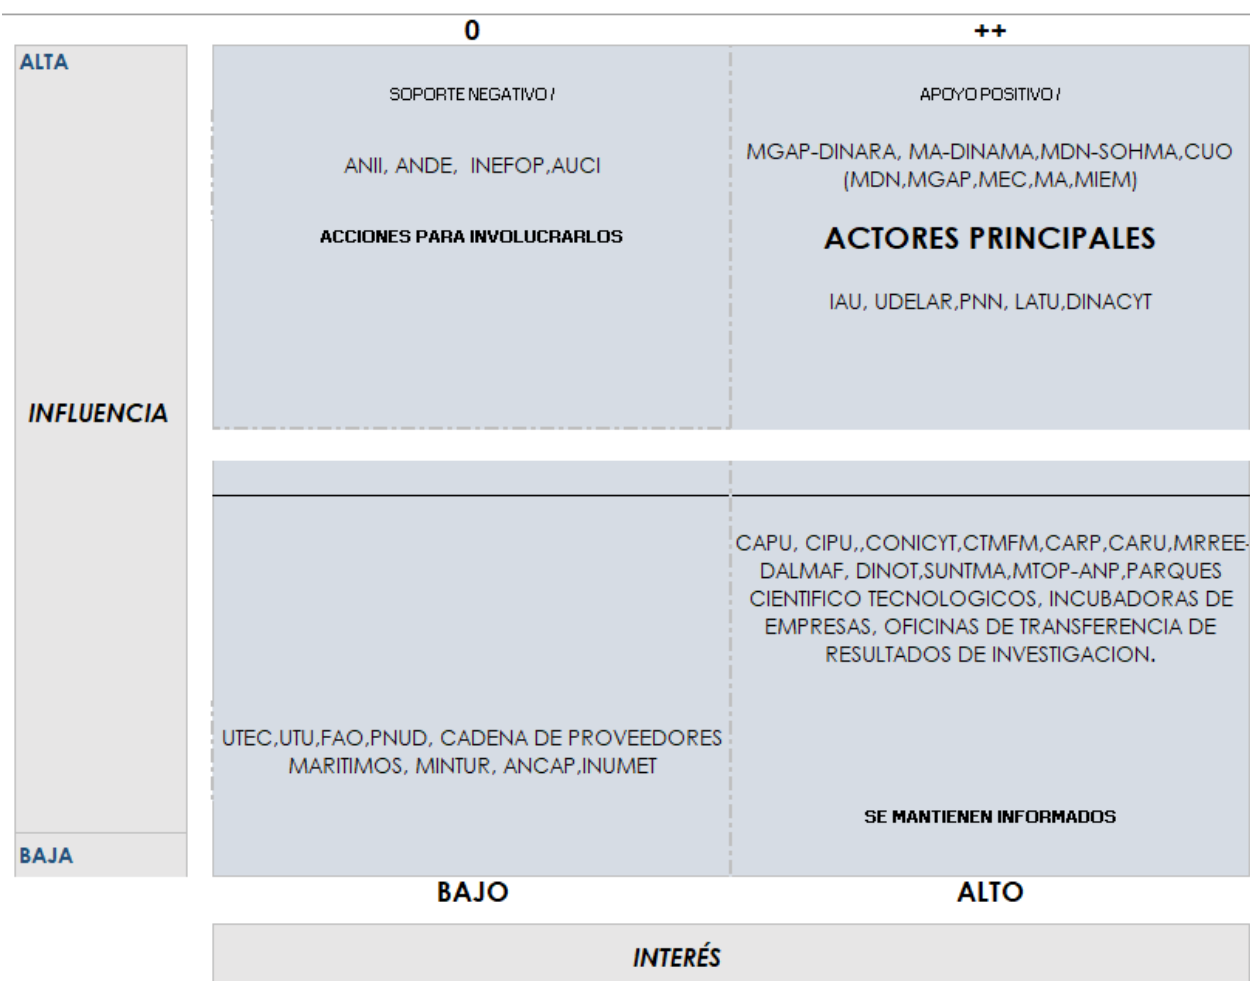 0
++
ALTA
SOPORTE NEGATIVO /
APOYO POSITIVO /
ANII, ANDE, INEFOP,AUCI
MGAP-DINARA, MA-DINAMA,MDN-SOHMA,CUO
(MDN,MGAP,MEC,MA,MIEM)
ACCIONES PARA INVOLUCRARLOS
ACTORES PRINCIPALES
IAU, UDELAR,PNN, LATU,DINACYT
INFLUENCIA
CAPU, CIPU,,CONICYT,CTMFM,CARP,CARU,MRREE-
DALMAF, DINOT,SUNTMA,MTOP-ANP,PARQUES
CIENTIFICO TECNOLOGICOS, INCUBADORAS DE
EMPRESAS, OFICINAS DE TRANSFERENCIA DE
RESULTADOS DE INVESTIGACION.
UTEC,UTU,FAO,PNUD, CADENA DE PROVEEDORES
MARITIMOS, MINTUR, ANCAP,INUMET
SE MANTIENEN INFORMADOS
BAJA
BAJO
ALTO
INTERÉS